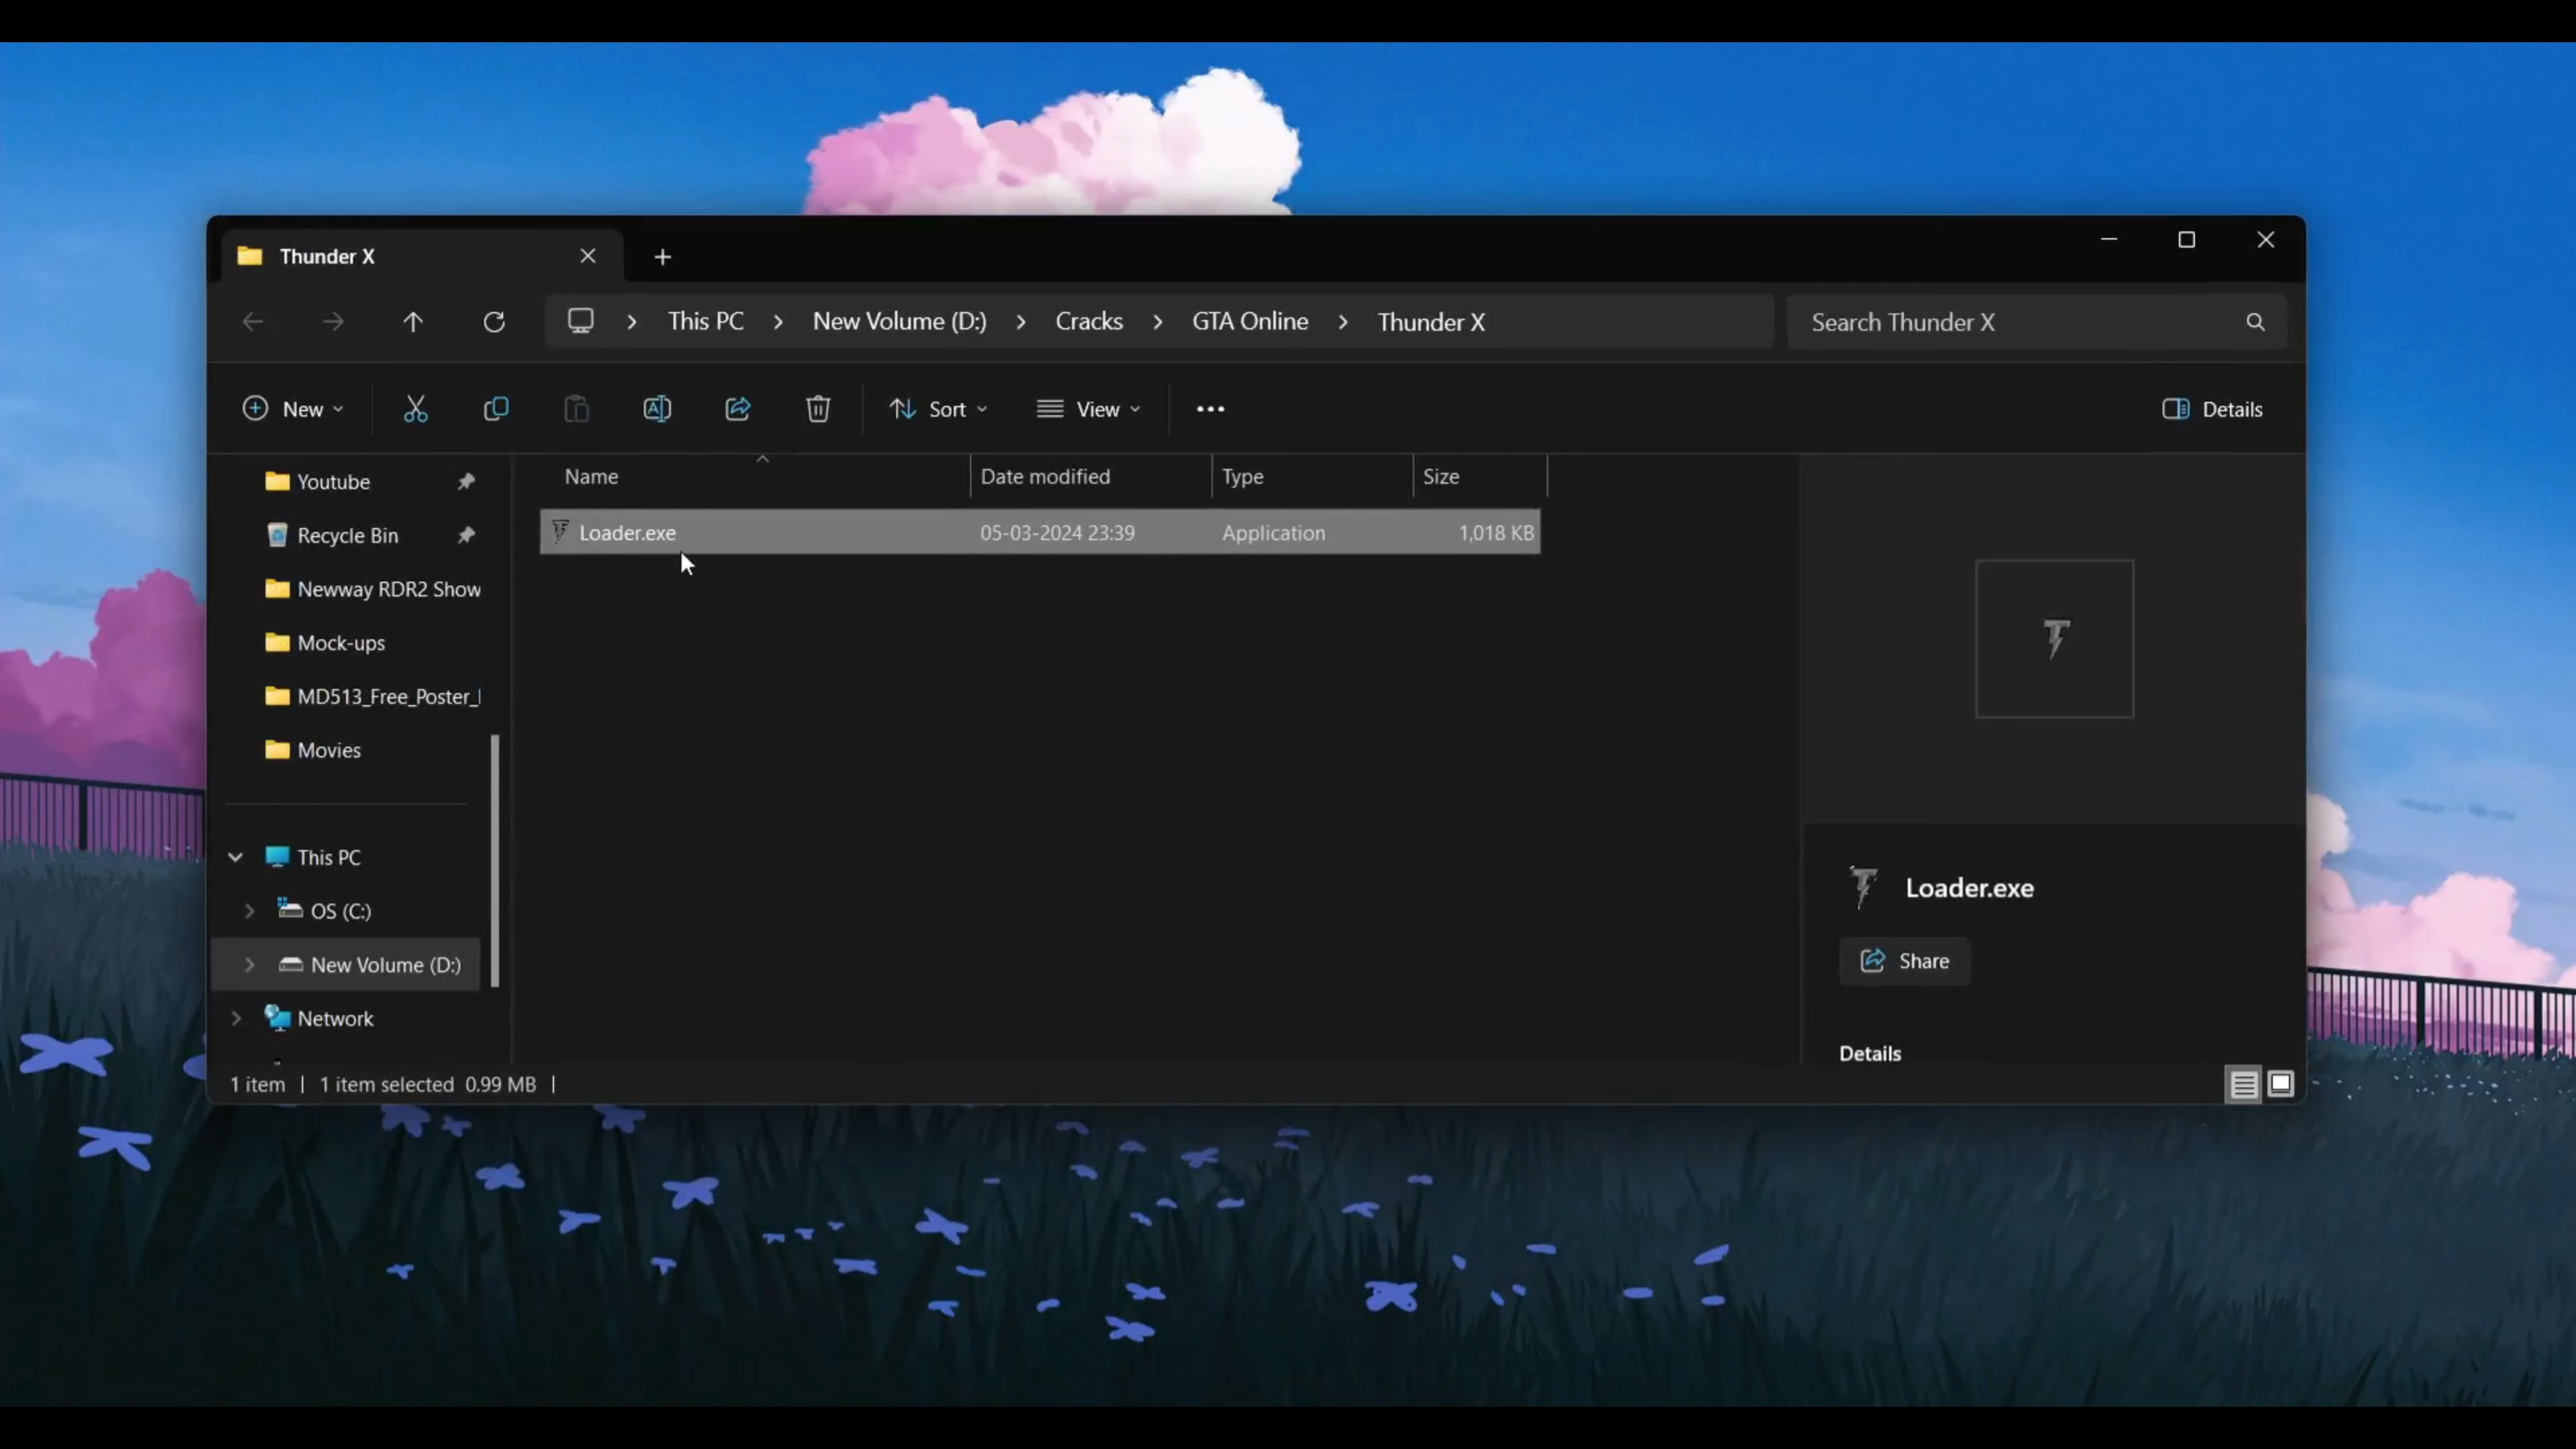 Thunder X
This PC > New Volume (D:) > Cracks > GTA Online > Thunder X
Search Thunder X
New
Sort
View
Details
Youtube
Recycle Bin
Newway RDR2 Show
Mock-ups
MD513_Free_Poster_
Movies
This PC
OS (C:)
New Volume (D:)
Network
Name Date modified Type Size
Loader.exe 05-03-2024 23:39 Application 1,018 KB
Loader.exe
Share
Details
1 item | 1 item selected 0.99 MB |